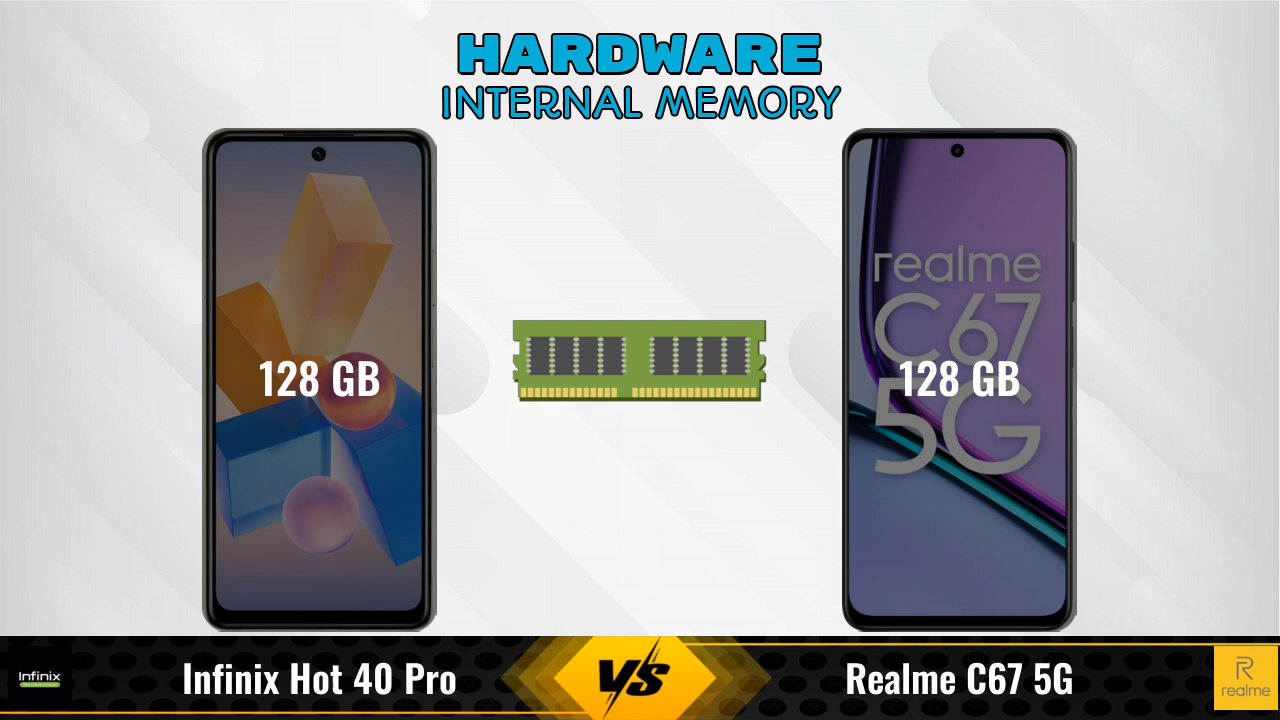 HARDWARE
INTERNAL MEMORY
128 GB
realme
C67
5G
128 GB
Infinix
Infinix Hot 40 Pro
VS
Realme C67 5G
R
realme